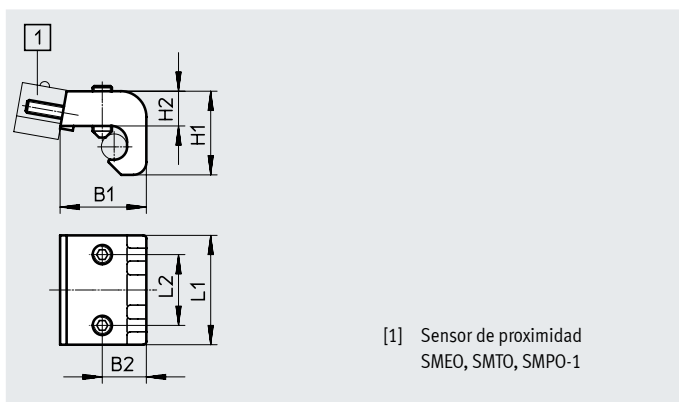 1
H2
H1
B1
L2
L1
B2
[1] Sensor de proximidad
SMEO, SMTO, SMPO-1